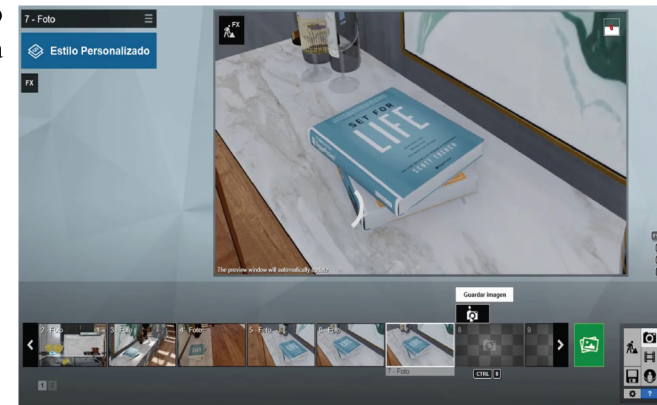 7 - Foto
Estilo Personalizado
FX
FX
SET FOR
LIFE
SCOTT TRENCH
The preview window will automatically update
Guardar imagen
2 - Foto
3 - Foto
4 - Foto
5 - Foto
6 - Foto
7 - Foto
8
9
CTRL 8
1 2
?